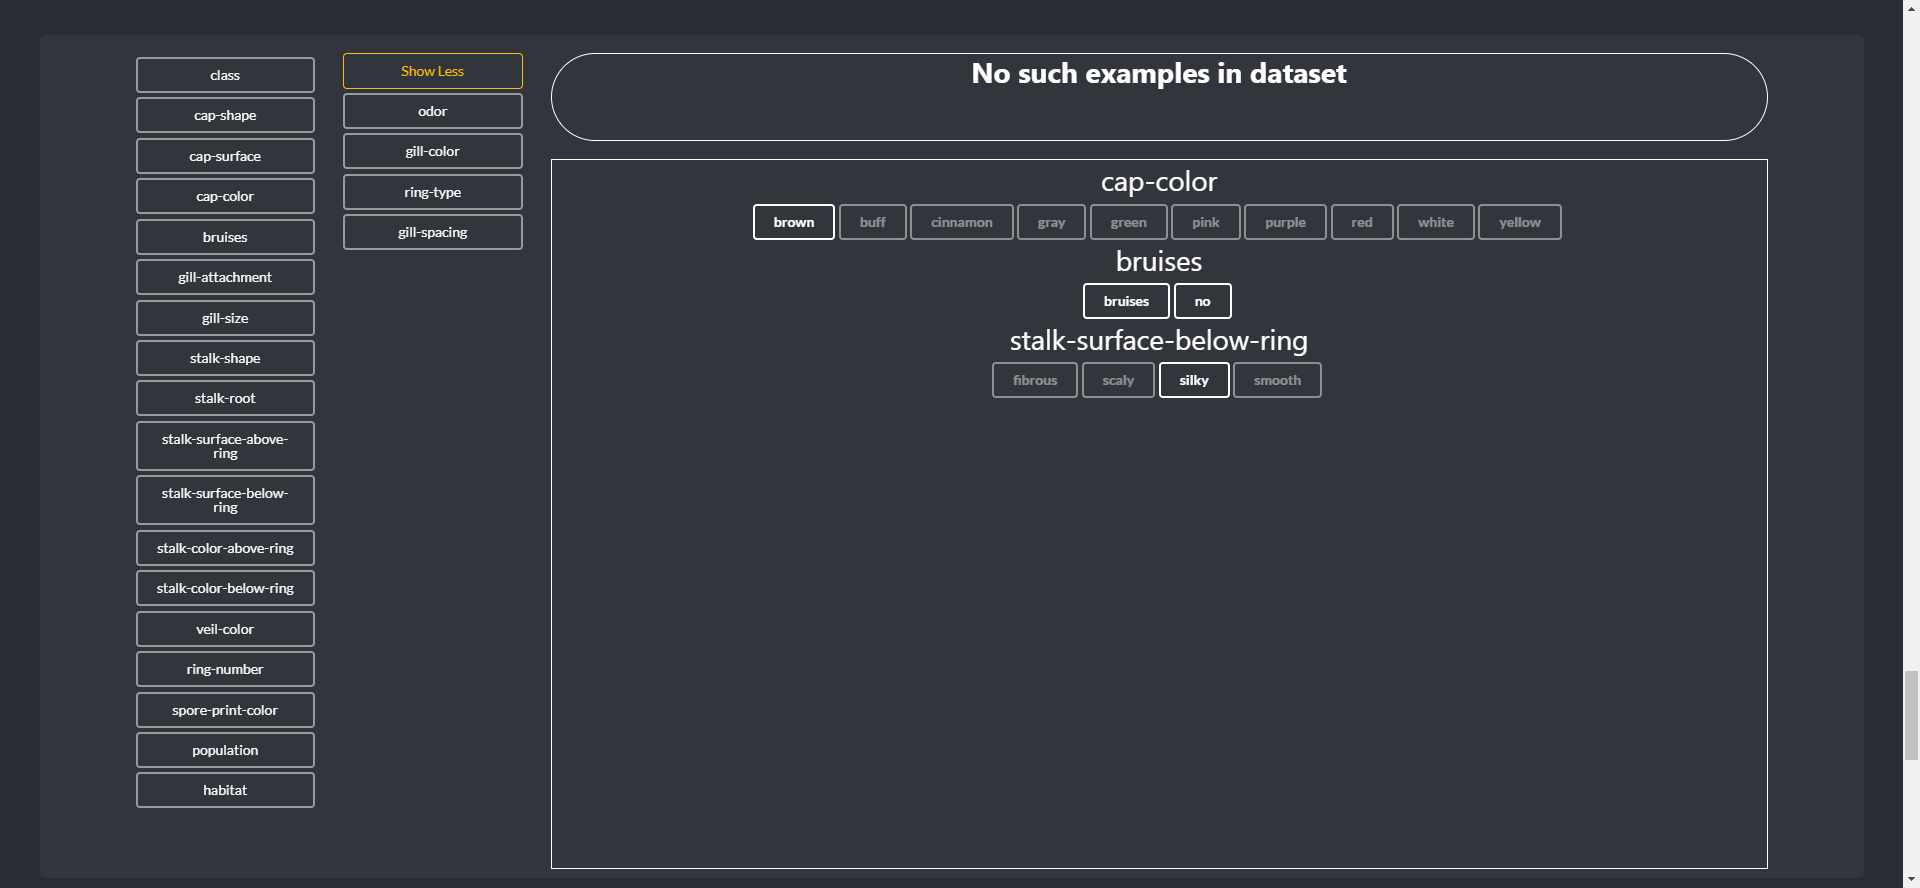 class
cap-shape
cap-surface
cap-color
bruises
gill-attachment
gill-size
stalk-shape
stalk-root
stalk-surface-above-
ring
stalk-surface-below-
ring
stalk-color-above-ring
stalk-color-below-ring
veil-color
ring-number
spore-print-color
population
habitat
Show Less
odor
gill-color
ring-type
gill-spacing
No such examples in dataset
cap-color
brown buff cinnamon gray green pink purple red white yellow
bruises
bruises no
stalk-surface-below-ring
fibrous scaly silky smooth